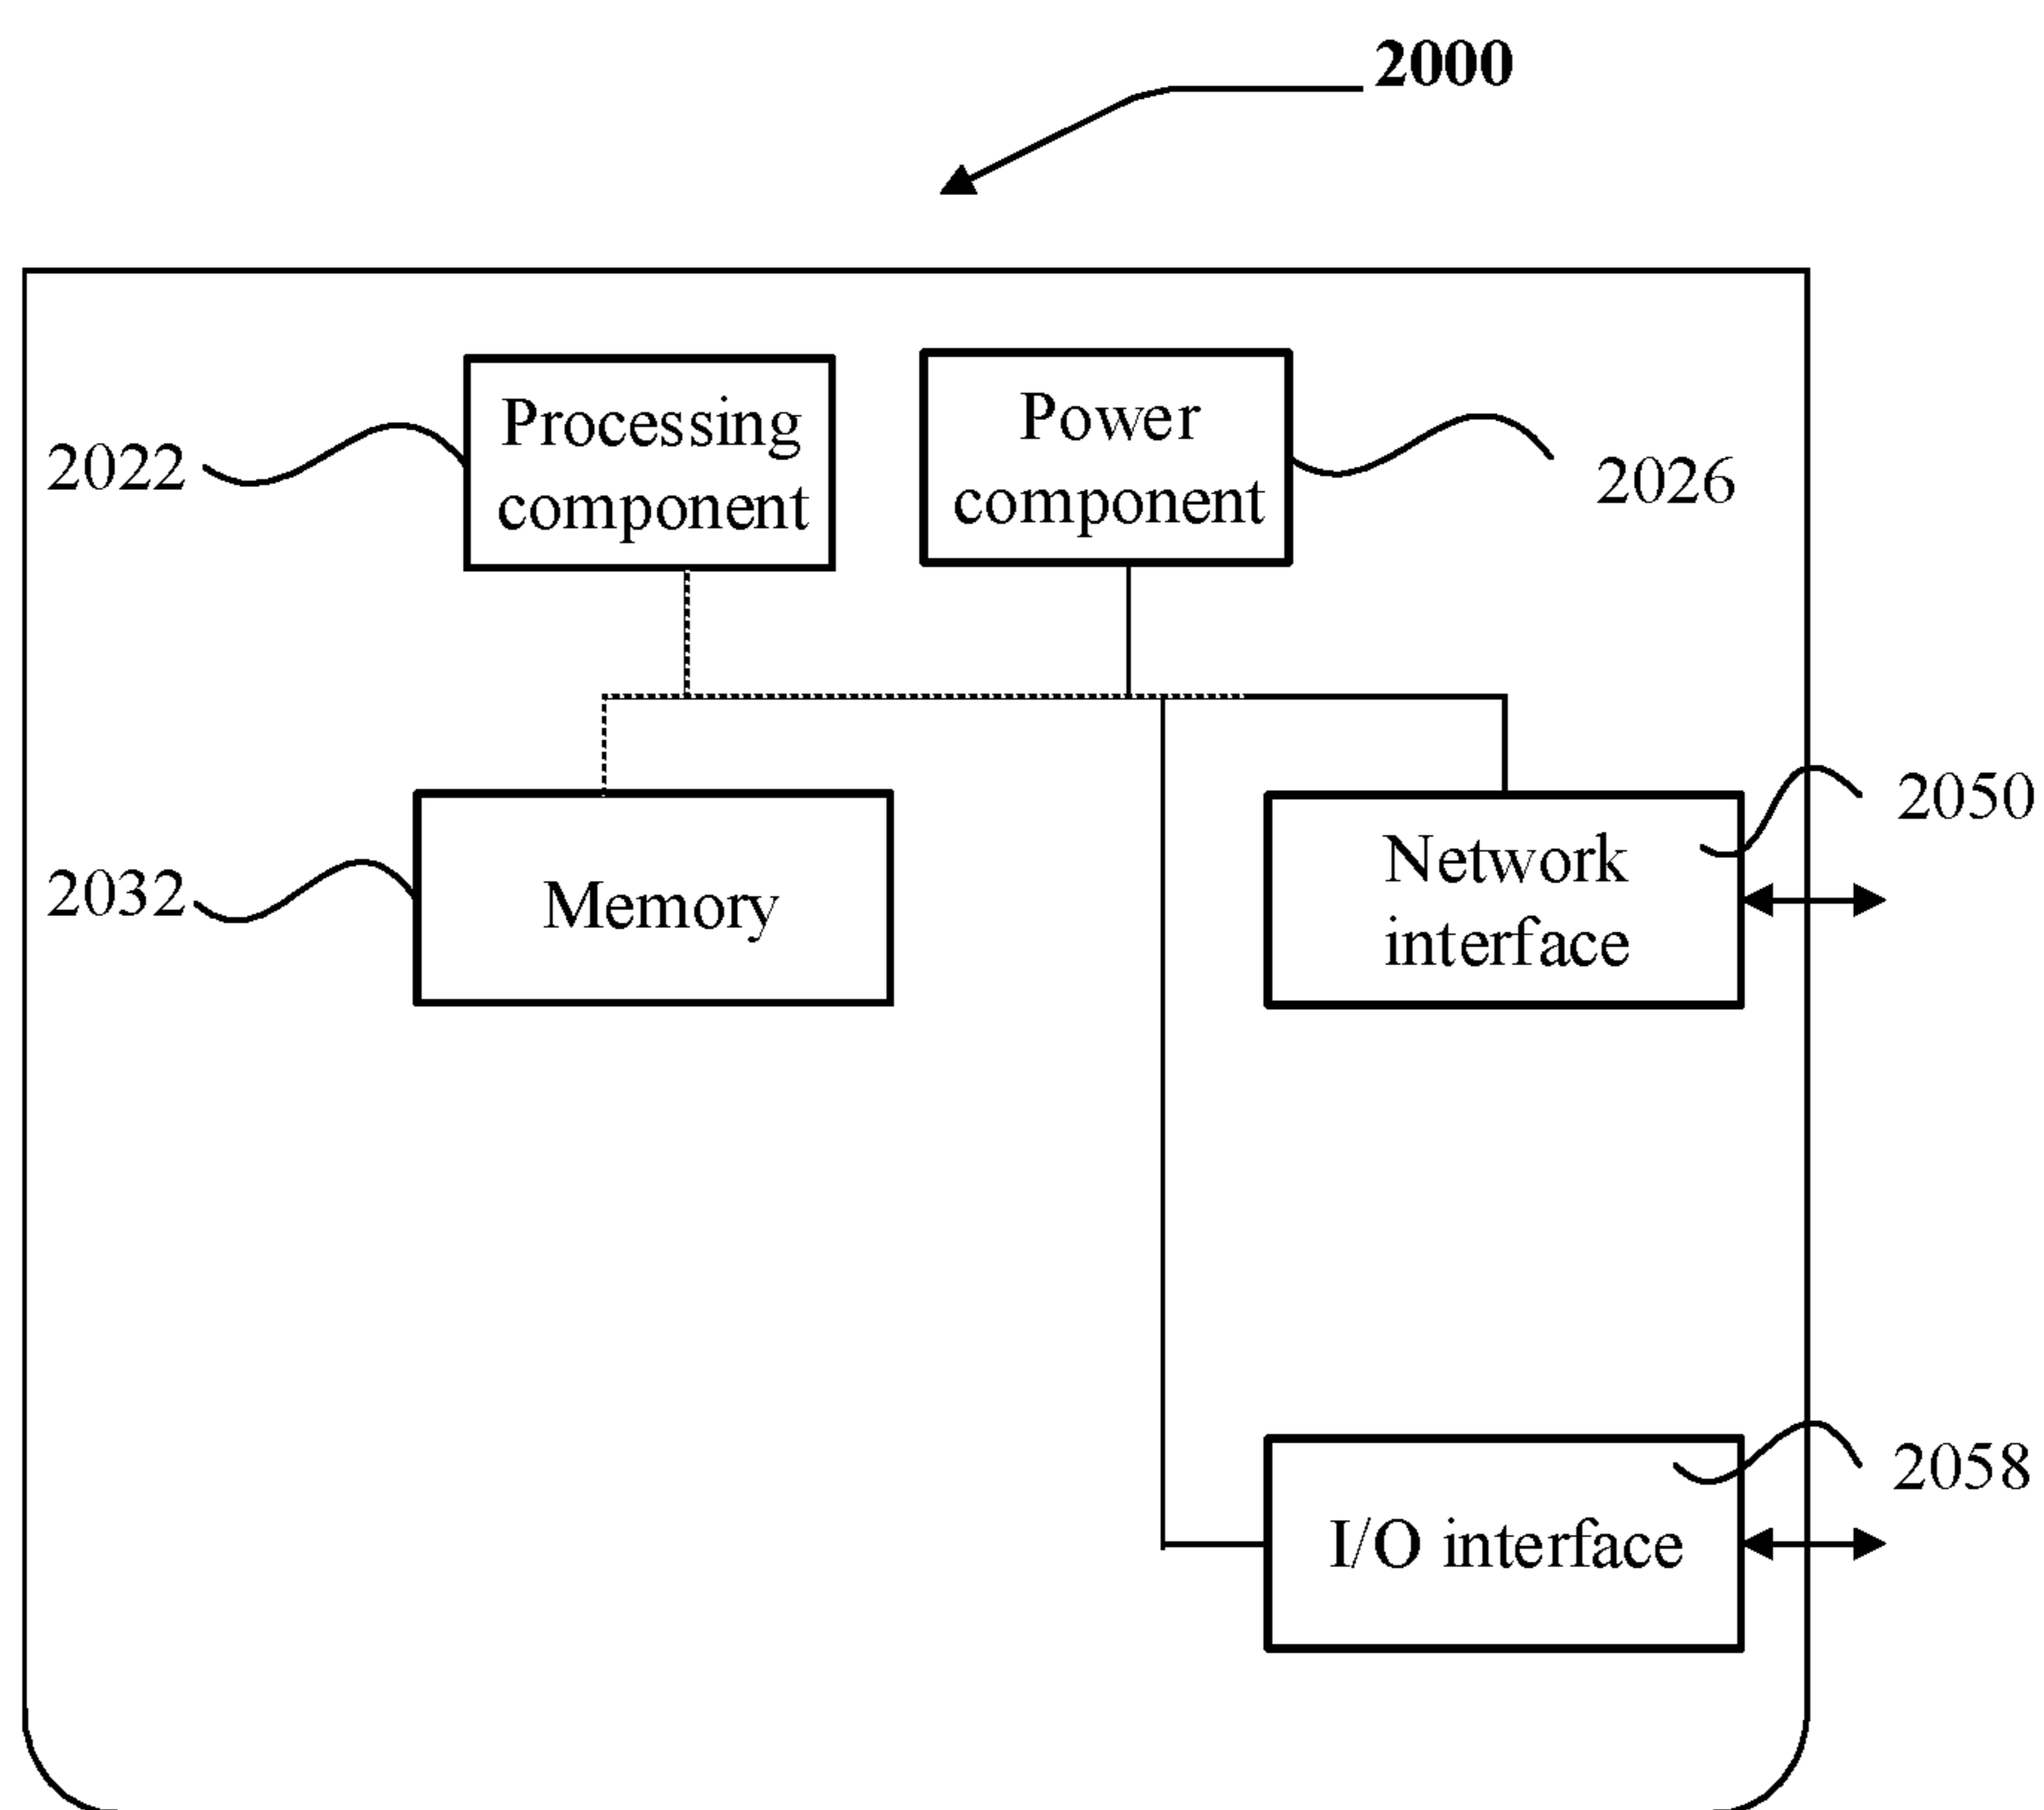 2000
Processing
component
Power
component
2022
2026
2032
Memory
Network
interface
2050
I/O interface
2058